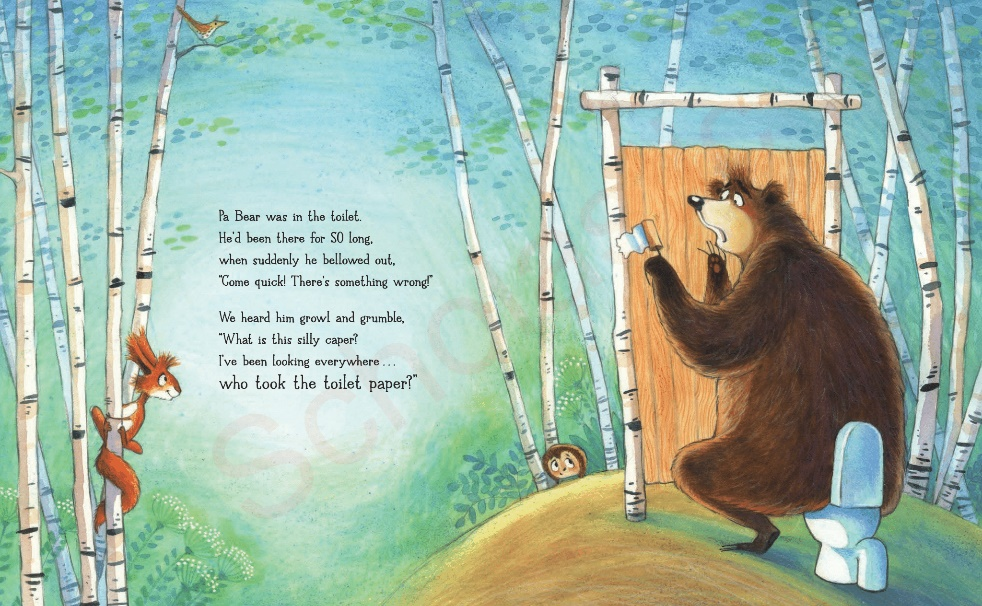 Pa Bear was in the toilet.
He'd been there for SO long,
when suddenly he bellowed out,
"Come quick! There's something wrong!"
We heard him growl and grumble,
"What is this silly caper?
I've been looking everywhere...
who took the toilet paper?"